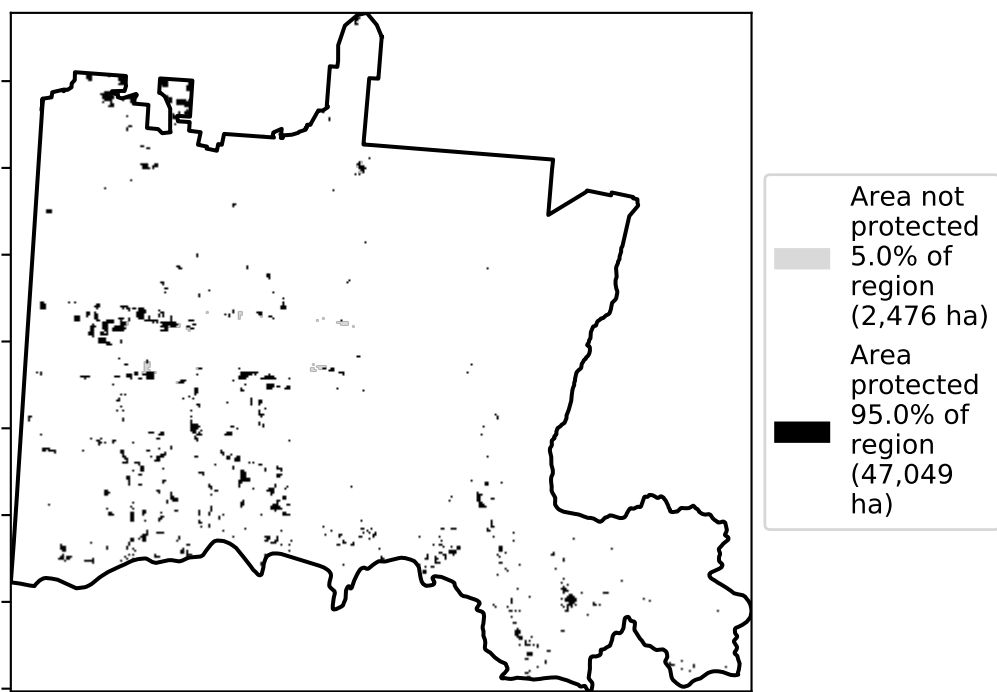 Area not
protected
5.0% of
region
(2,476 ha)
Area
protected
95.0% of
region
(47,049
ha)